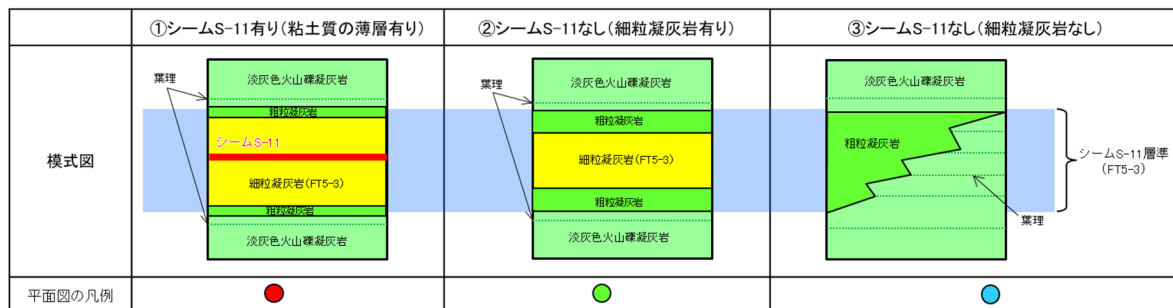 ①シームS-11有り(粘土質の薄層有り)
②シームSｰ11なし(細粒凝灰岩有り)
③シームS-11なし(細粒凝灰岩なし)
模式図
葉理
淡灰色火山礫凝灰岩
粗粒凝灰岩
シームS-11
細粒凝灰岩(FT5-3)
粗粒凝灰岩
淡灰色火山礫凝灰岩
葉理
淡灰色火山礫凝灰岩
粗粒凝灰岩
細粒凝灰岩(FT5-3)
粗粒凝灰岩
淡灰色火山礫凝灰岩
淡灰色火山礫凝灰岩
粗粒凝灰岩
葉理
シームS-11層準
(FT5-3)
平面図の凡例